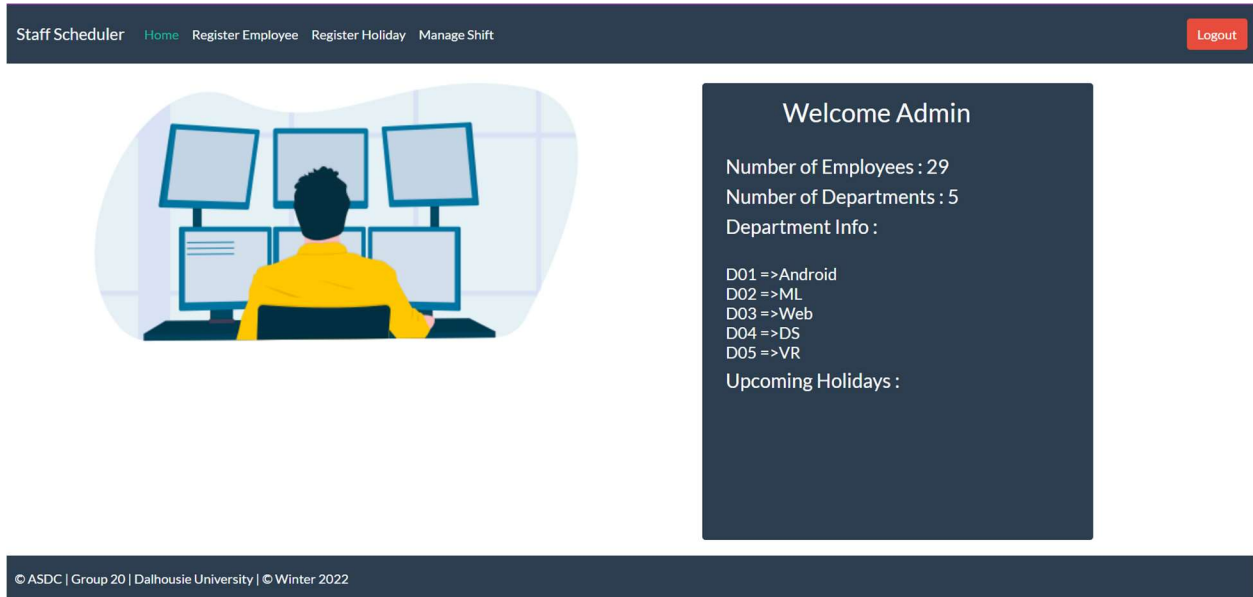 Staff Scheduler Home Register Employee Register Holiday Manage Shift Logout
Welcome Admin
Number of Employees : 29
Number of Departments : 5
Department Info :
D01 =>Android
D02 =>ML
D03 =>Web
D04 =>DS
D05 =>VR
Upcoming Holidays :
© ASDC | Group 20 | Dalhousie University | © Winter 2022